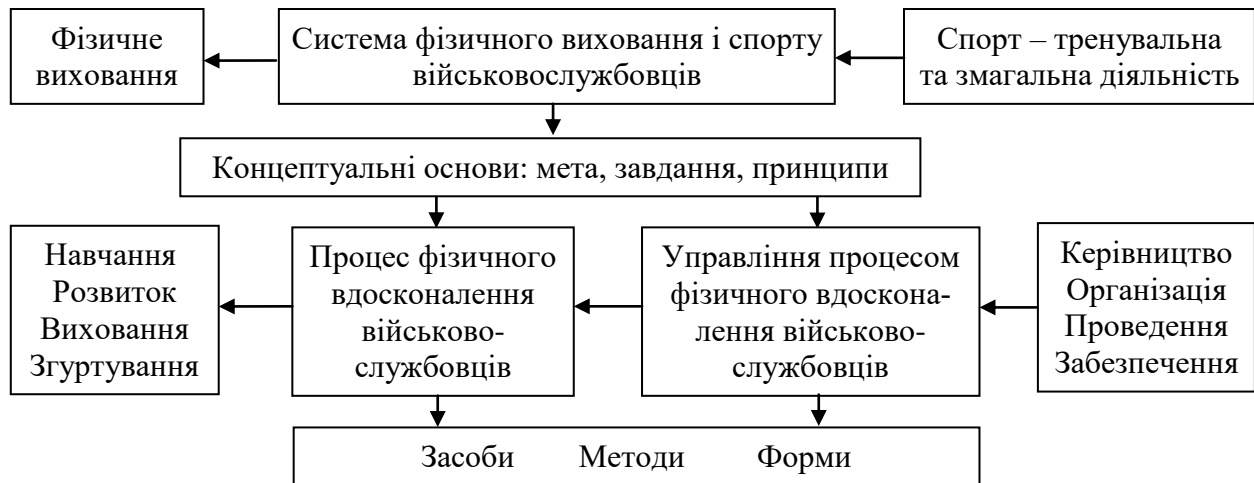 Фізичне
виховання
Система фізичного виховання і спорту
військовослужбовців
Спорт – тренувальна
та змагальна діяльність
Концептуальні основи: мета, завдання, принципи
Навчання
Розвиток
Виховання
Згуртування
Процес фізичного
вдосконалення
військово-
службовців
Управління процесом
фізичного вдоскона-
лення військово-
службовців
Керівництво
Організація
Проведення
Забезпечення
Засоби Методи Форми